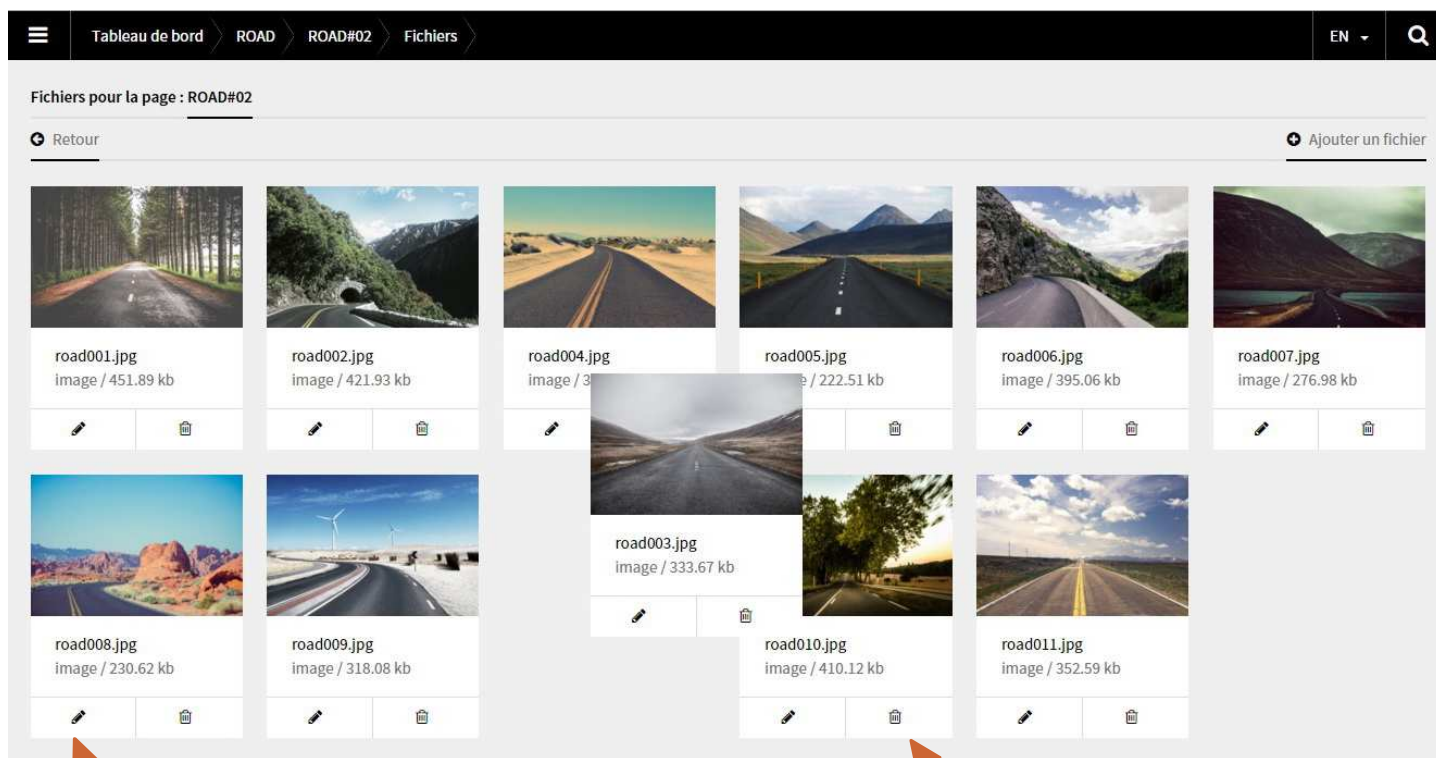 Tableau de bord ROAD ROAD#02 Fichiers EN
Fichiers pour la page : ROAD#02
Retour Ajouter un fichier
road001.jpg road002.jpg road004.jpg road005.jpg road006.jpg road007.jpg
image / 451.89 kb image / 421.93 kb image / 3 / 222.51 kb image / 395.06 kb image / 276.98 kb
road003.jpg
image / 333.67 kb
road008.jpg road009.jpg road010.jpg road011.jpg
image / 230.62 kb image / 318.08 kb image / 410.12 kb image / 352.59 kb